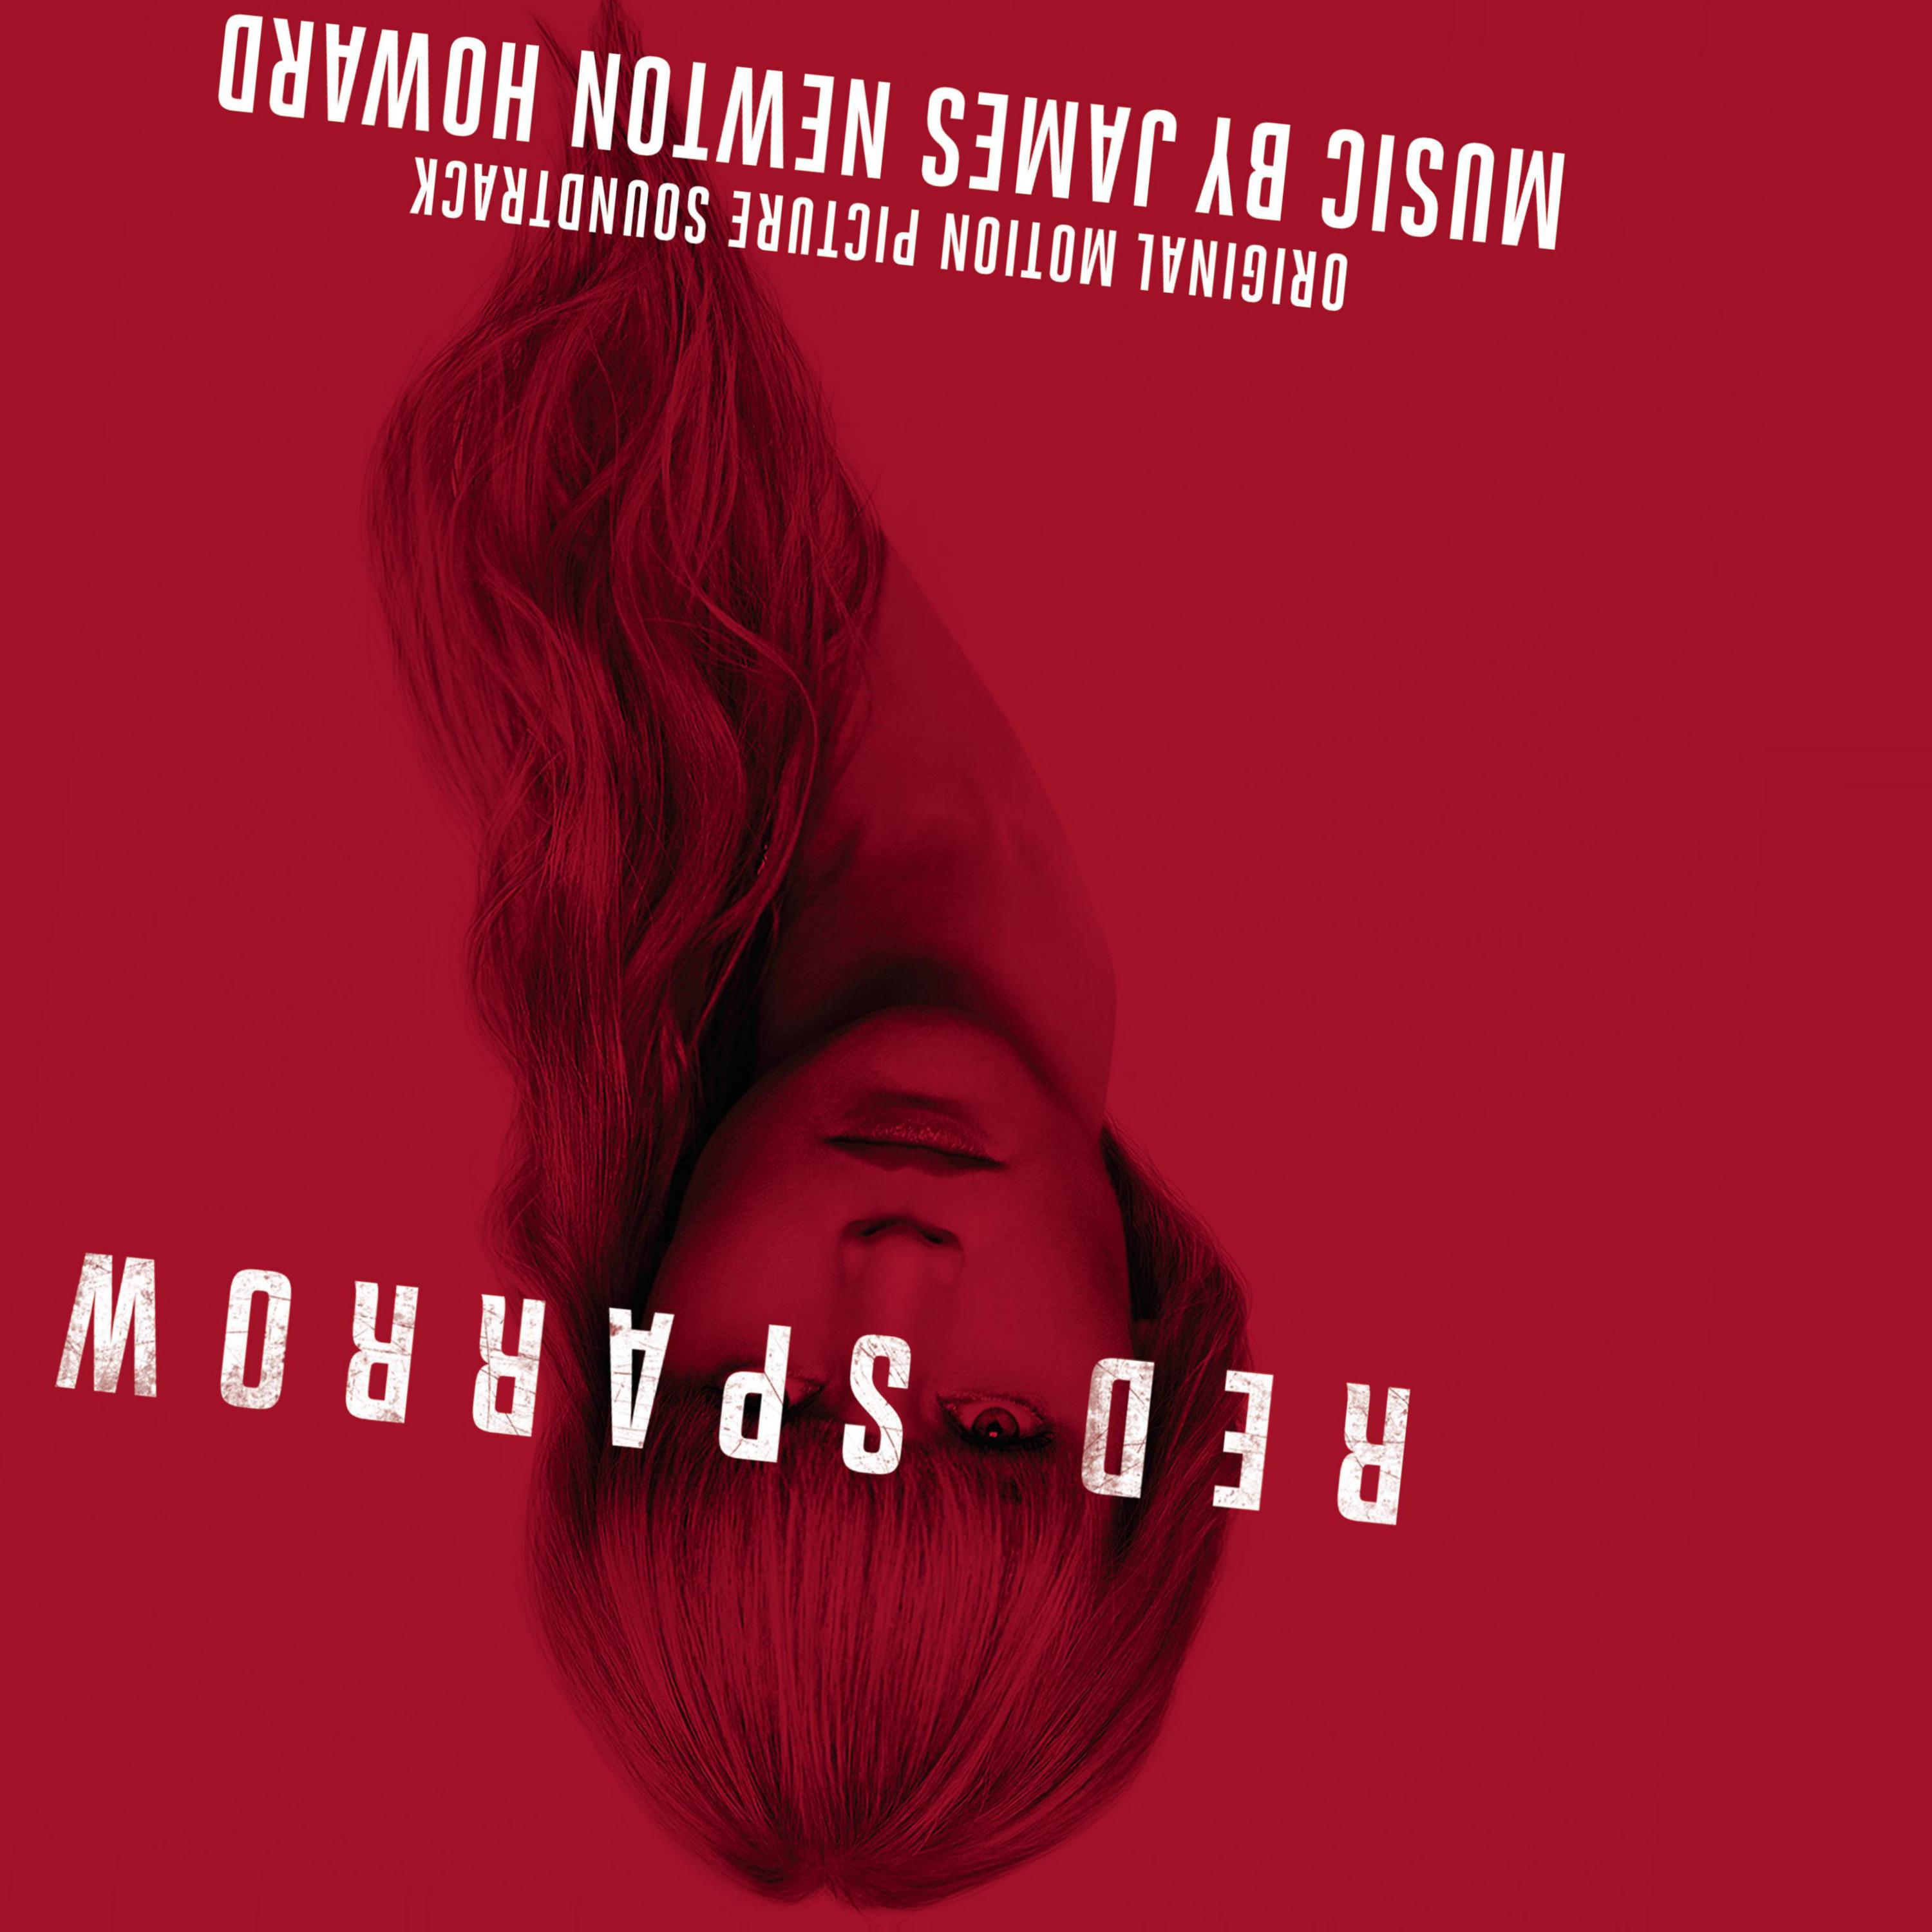 RED SPARROW
ORIGINAL MOTION PICTURE SOUNDTRACK
MUSIC BY JAMES NEWTON HOWARD